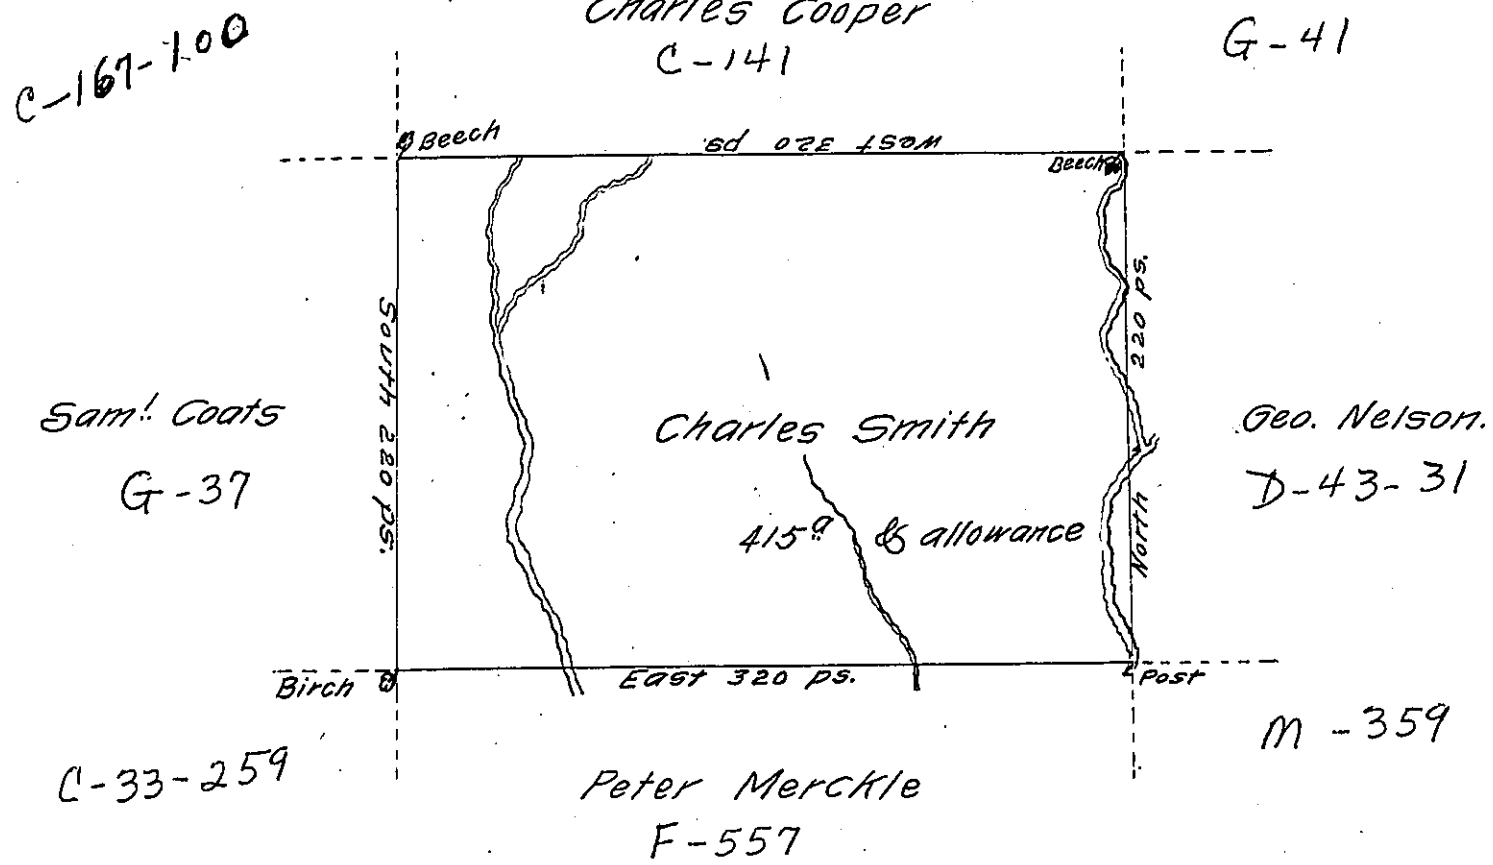 Charles Cooper
C-141
G-41
C-167-100
Beech
West 320 ps.
Beech
South 220 ps.
220 ps.
North
Sam! Coats
G-37
Charles Smith
415ª & allowance
Geo. Nelson.
D-43-31
Birch
East 320 ps.
Post
C-33-259
M-359
Peter Merckle
F-557